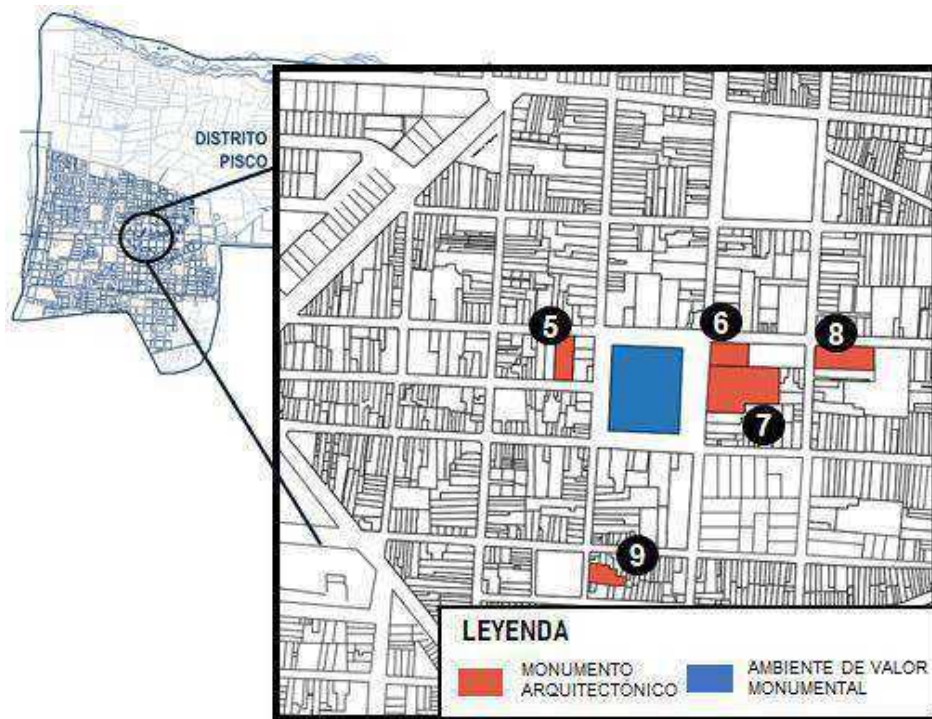 DISTRITO
PISCO
5
6
8
7
9
LEYENDA
MONUMENTO
ARQUITECTÓNICO
AMBIENTE DE VALOR
MONUMENTAL